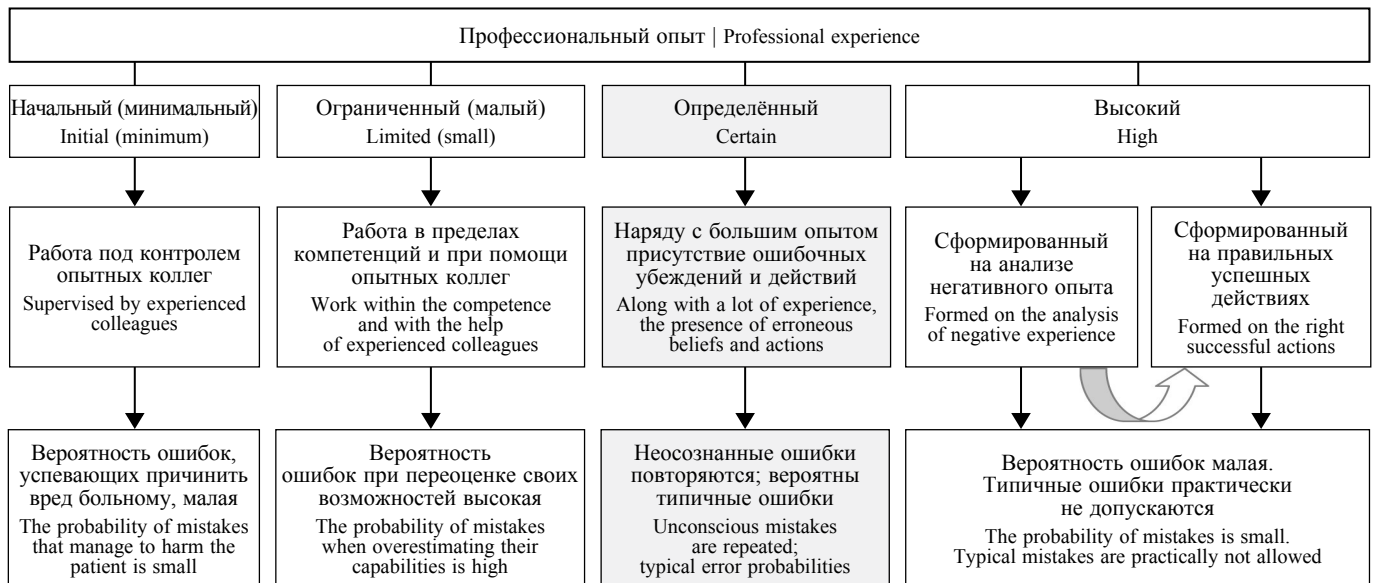 Профессиональный опыт | Professional experience
Начальный (минимальный)
Initial (minimum)
Ограниченный (малый)
Limited (small)
Определённый
Certain
Высокий
High
Работа под контролем
опытных коллег
Supervised by experienced
colleagues
Работа в пределах
компетенций и при помощи
опытных коллег
Work within the competence
and with the help
of experienced colleagues
Наряду с большим опытом
присутствие ошибочных
убеждений и действий
Along with a lot of experience,
the presence of erroneous
beliefs and actions
Сформированный
на анализе
негативного опыта
Formed on the analysis
of negative experience
Сформированный
на правильных
успешных
действиях
Formed on the right
successful actions
Вероятность ошибок,
успевающих причинить
вред больному, малая
The probability of mistakes
that manage to harm the
patient is small
Вероятность
ошибок при переоценке своих
возможностей высокая
The probability of mistakes
when overestimating their
capabilities is high
Неосознанные ошибки
повторяются; вероятны
типичные ошибки
Unconscious mistakes
are repeated;
typical error probabilities
Вероятность ошибок малая.
Типичные ошибки практически
не допускаются
The probability of mistakes is small.
Typical mistakes are practically not allowed